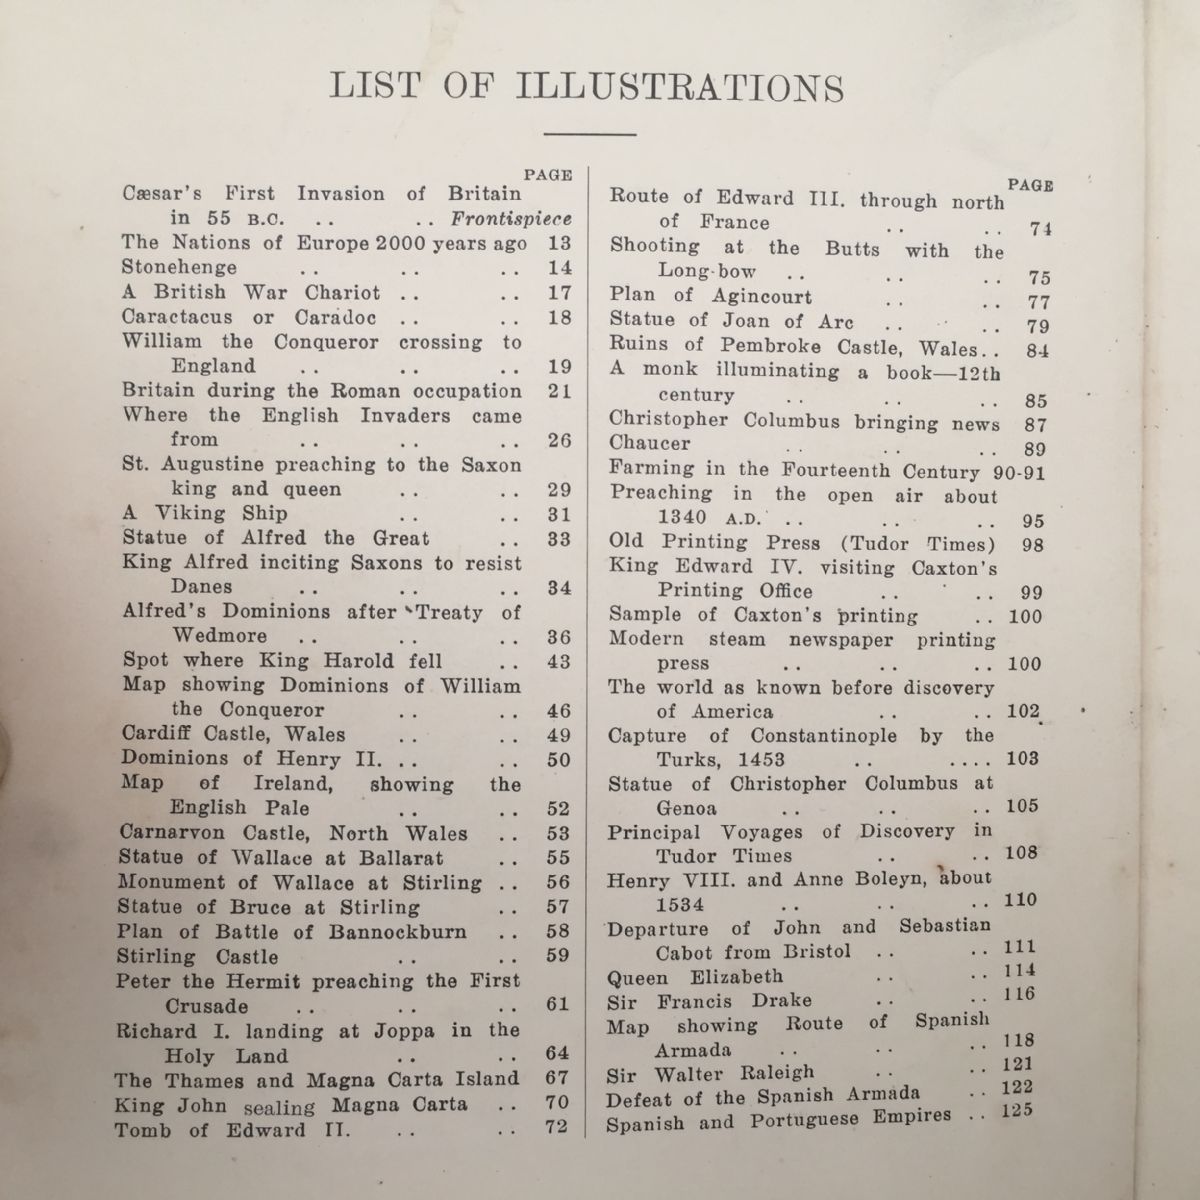 LIST OF ILLUSTRATIONS
PAGE
Cæsar's First Invasion of Britain
in 55 B.C. .. .. Frontispiece
The Nations of Europe 2000 years ago 13
Stonehenge .. .. .. 14
A British War Chariot .. .. 17
Caractacus or Caradoc .. .. 18
William the Conqueror crossing to
England .. .. .. 19
Britain during the Roman occupation 21
Where the English Invaders came
from .. .. .. 26
St. Augustine preaching to the Saxon
king and queen .. .. 29
A Viking Ship .. .. 31
Statue of Alfred the Great .. 33
King Alfred inciting Saxons to resist
Danes .. .. .. 34
Alfred's Dominions after Treaty of
Wedmore .. .. .. 36
Spot where King Harold fell .. 43
Map showing Dominions of William
the Conqueror .. .. 46
Cardiff Castle, Wales .. .. 49
Dominions of Henry II. .. .. 50
Map of Ireland, showing the
English Pale .. .. 52
Carnarvon Castle, North Wales .. 53
Statue of Wallace at Ballarat .. 55
Monument of Wallace at Stirling .. 56
Statue of Bruce at Stirling .. 57
Plan of Battle of Bannockburn .. 58
Stirling Castle .. .. 59
Peter the Hermit preaching the First
Crusade .. .. .. 61
Richard I. landing at Joppa in the
Holy Land .. .. 64
The Thames and Magna Carta Island 67
King John sealing Magna Carta .. 70
Tomb of Edward II. .. .. 72
PAGE
Route of Edward III. through north
of France .. .. 74
Shooting at the Butts with the
Long-bow .. .. .. 75
Plan of Agincourt .. .. 77
Statue of Joan of Arc .. .. 79
Ruins of Pembroke Castle, Wales.. 84
A monk illuminating a book—12th
century .. .. .. 85
Christopher Columbus bringing news 87
Chaucer .. .. .. 89
Farming in the Fourteenth Century 90-91
Preaching in the open air about
1340 A.D. .. .. .. 95
Old Printing Press (Tudor Times) 98
King Edward IV. visiting Caxton's
Printing Office .. .. 99
Sample of Caxton's printing .. 100
Modern steam newspaper printing
press .. .. .. 100
The world as known before discovery
of America .. .. 102
Capture of Constantinople by the
Turks, 1453 .. .... 103
Statue of Christopher Columbus at
Genoa .. .. .. 105
Principal Voyages of Discovery in
Tudor Times .. .. 108
Henry VIII. and Anne Boleyn, about
1534 .. .. .. 110
Departure of John and Sebastian
Cabot from Bristol .. .. 111
Queen Elizabeth .. .. 114
Sir Francis Drake .. .. 116
Map showing Route of Spanish
Armada .. .. .. 118
Sir Walter Raleigh .. .. 121
Defeat of the Spanish Armada .. 122
Spanish and Portuguese Empires .. 125